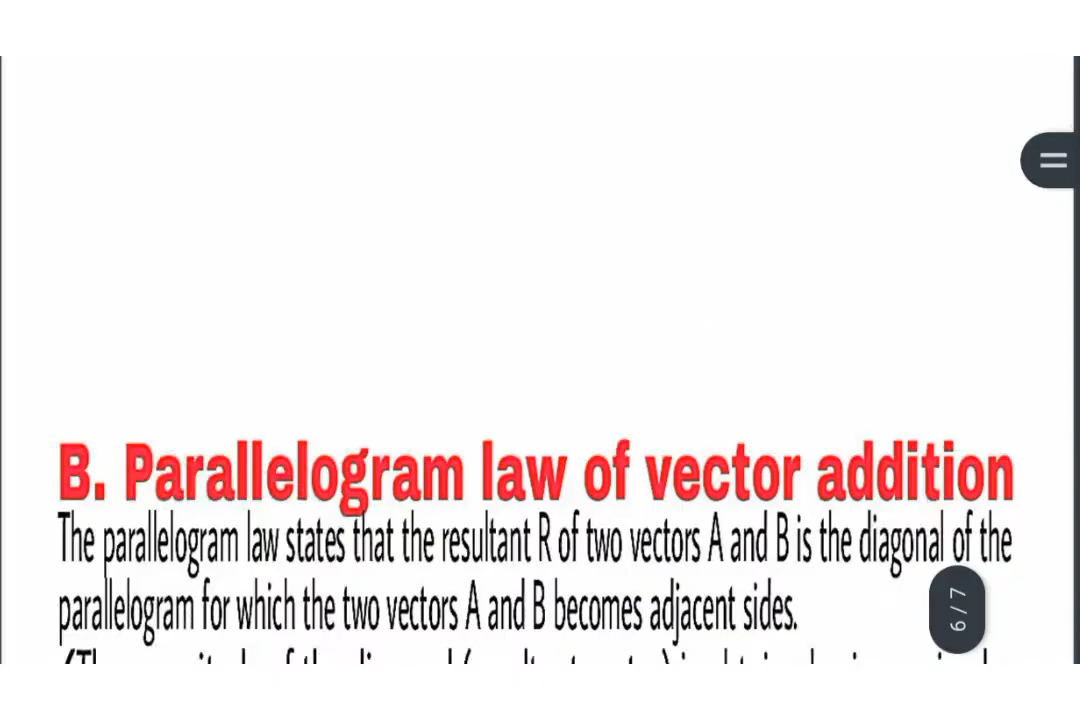 B. Parallelogram law of vector addition
The parallelogram law states that the resultant R of two vectors A and B is the diagonal of the
parallelogram for which the two vectors A and B becomes adjacent sides.
6 / 7